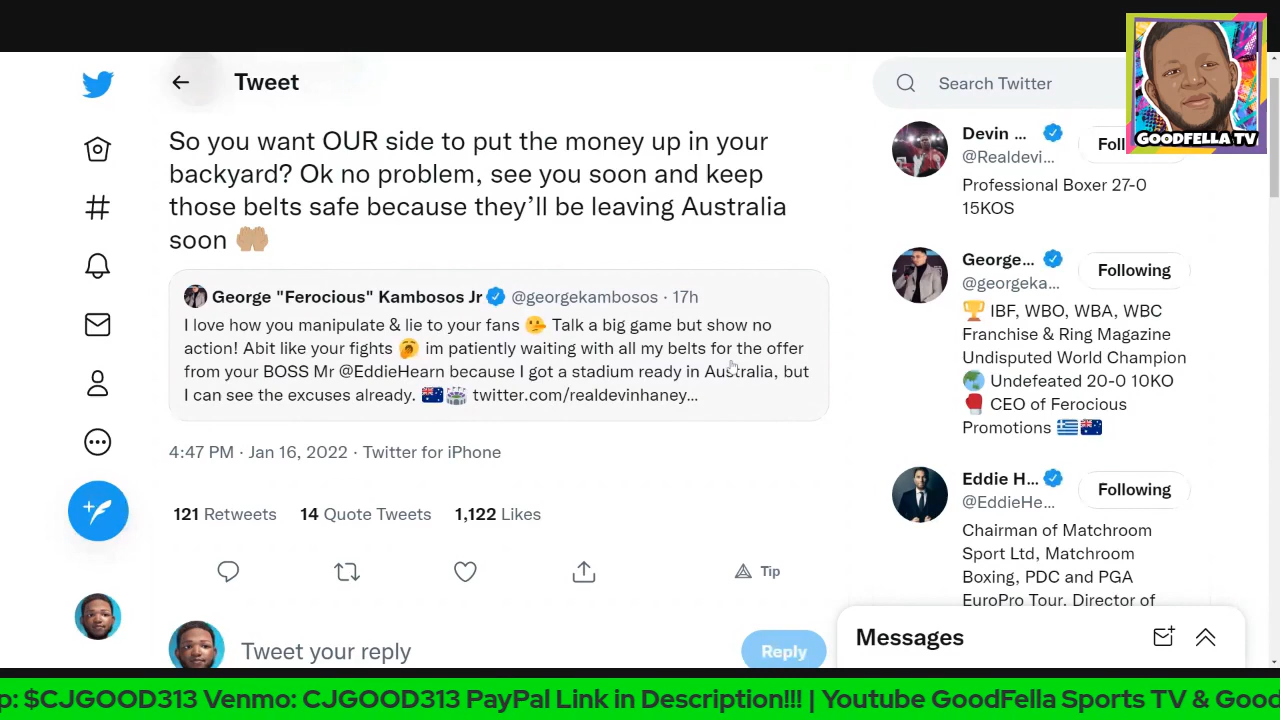 GOODFELLA TV
Tweet
Search Twitter
So you want OUR side to put the money up in your
backyard? Ok no problem, see you soon and keep
those belts safe because they’ll be leaving Australia
soon 🤲🏽
George "Ferocious" Kambosos Jr @georgekambosos · 17h
I love how you manipulate & lie to your fans 🤥 Talk a big game but show no
action! Abit like your fights 🥱 im patiently waiting with all my belts for the offer
from your BOSS Mr @EddieHearn because I got a stadium ready in Australia, but
I can see the excuses already. 🇦🇺🏟 twitter.com/realdevinhaney...
4:47 PM · Jan 16, 2022 · Twitter for iPhone
121 Retweets 14 Quote Tweets 1,122 Likes
Tip
Tweet your reply
Reply
Devin ...
@Realdevi...
Professional Boxer 27-0
15KOS
George...
@georgeka...
Following
🏆 IBF, WBO, WBA, WBC
Franchise & Ring Magazine
Undisputed World Champion
🌏 Undefeated 20-0 10KO
🥊 CEO of Ferocious
Promotions 🇬🇷🇦🇺
Eddie H...
@EddieHe...
Following
Chairman of Matchroom
Sport Ltd, Matchroom
Boxing, PDC and PGA
EuroPro Tour. Director of
Messages
p: $CJGOOD313 Venmo: CJGOOD313 PayPal Link in Description!!! | Youtube GoodFella Sports TV & Good